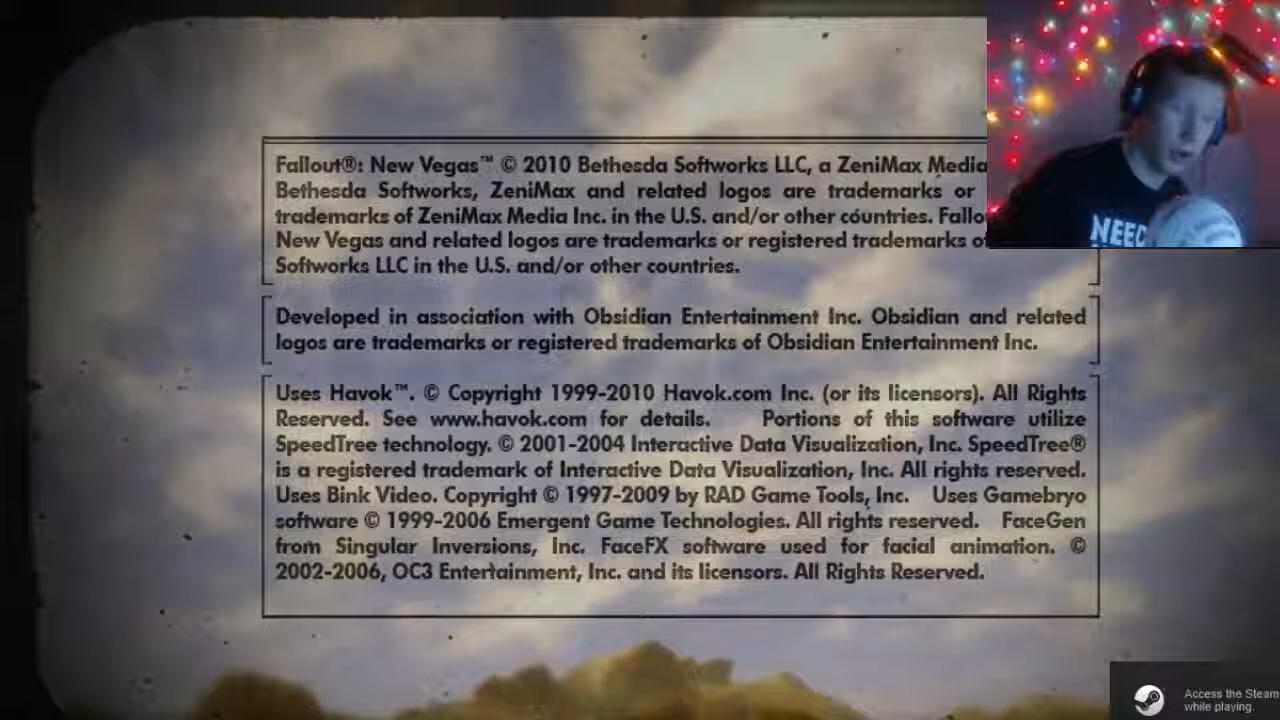 Fallout®: New Vegas™ © 2010 Bethesda Softworks LLC, a ZeniMax Media
Bethesda Softworks, ZeniMax and related logos are trademarks or
trademarks of ZeniMax Media Inc. in the U.S. and/or other countries. Fallo
New Vegas and related logos are trademarks or registered trademarks of
Softworks LLC in the U.S. and/or other countries.
Developed in association with Obsidian Entertainment Inc. Obsidian and related
logos are trademarks or registered trademarks of Obsidian Entertainment Inc.
Uses Havok™. © Copyright 1999-2010 Havok.com Inc. (or its licensors). All Rights
Reserved. See www.havok.com for details. Portions of this software utilize
SpeedTree technology. © 2001-2004 Interactive Data Visualization, Inc. SpeedTree®
is a registered trademark of Interactive Data Visualization, Inc. All rights reserved.
Uses Bink Video. Copyright © 1997-2009 by RAD Game Tools, Inc. Uses Gamebryo
software © 1999-2006 Emergent Game Technologies. All rights reserved. FaceGen
from Singular Inversions, Inc. FaceFX software used for facial animation. ©
2002-2006, OC3 Entertainment, Inc. and its licensors. All Rights Reserved.
NEED
Access the Steam
while playing.